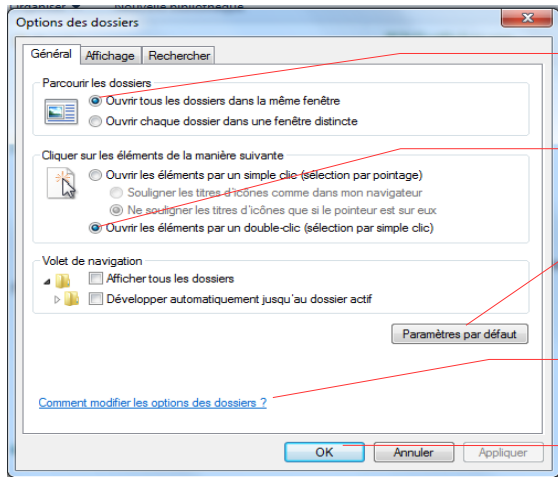 Organiser Nouvelle bibliothèque
Options des dossiers
Général Affichage Rechercher
Parcourir les dossiers
Ouvrir tous les dossiers dans la même fenêtre
Ouvrir chaque dossier dans une fenêtre distincte
Cliquer sur les éléments de la manière suivante
Ouvrir les éléments par un simple clic (sélection par pointage)
Souligner les titres d'icônes comme dans mon navigateur
Ne souligner les titres d'icônes que si le pointeur est sur eux
Ouvrir les éléments par un double-clic (sélection par simple clic)
Volet de navigation
Afficher tous les dossiers
Développer automatiquement jusqu'au dossier actif
Paramètres par défaut
Comment modifier les options des dossiers ?
OK Annuler Appliquer